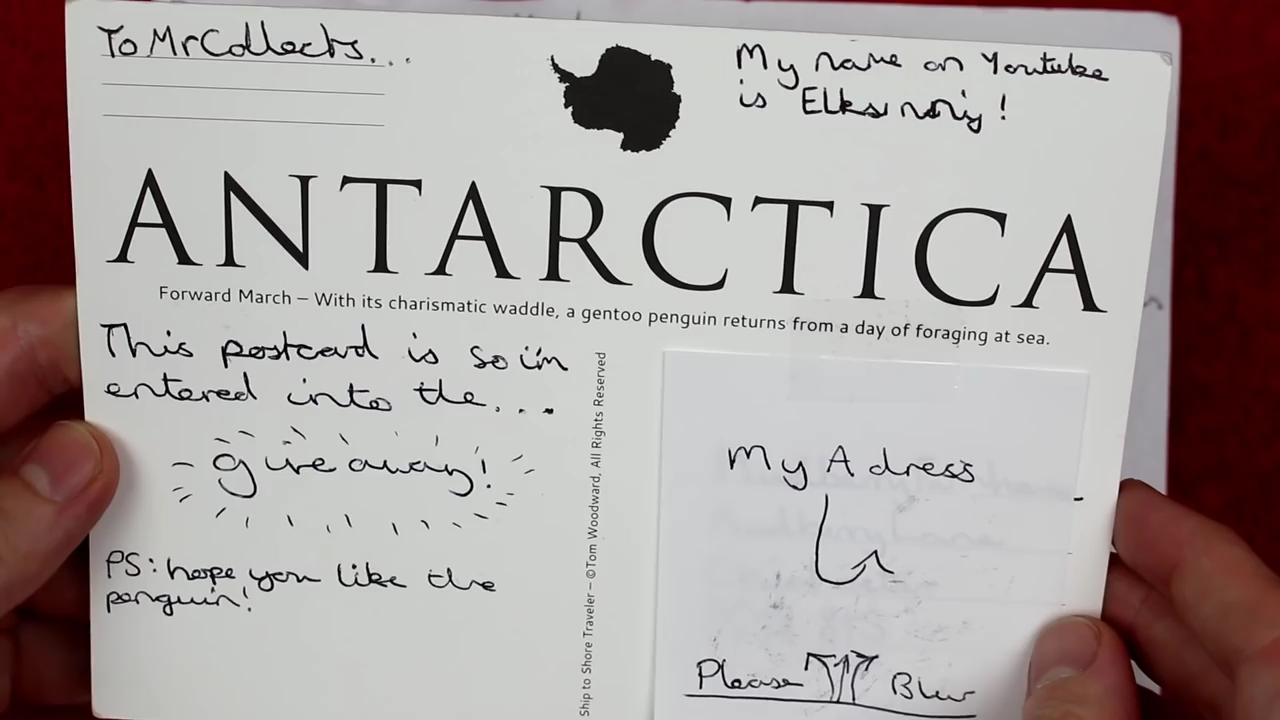 To MrCollects...
My name on Youtube
is Elksnoriy!
ANTARCTICA
Forward March – With its charismatic waddle, a gentoo penguin returns from a day of foraging at sea.
This postcard is so i'm
entered into the...
give away!
PS: hope you like the
penguin!
Ship to Shore Traveler – ©Tom Woodward, All Rights Reserved
My Adress
Please Blur